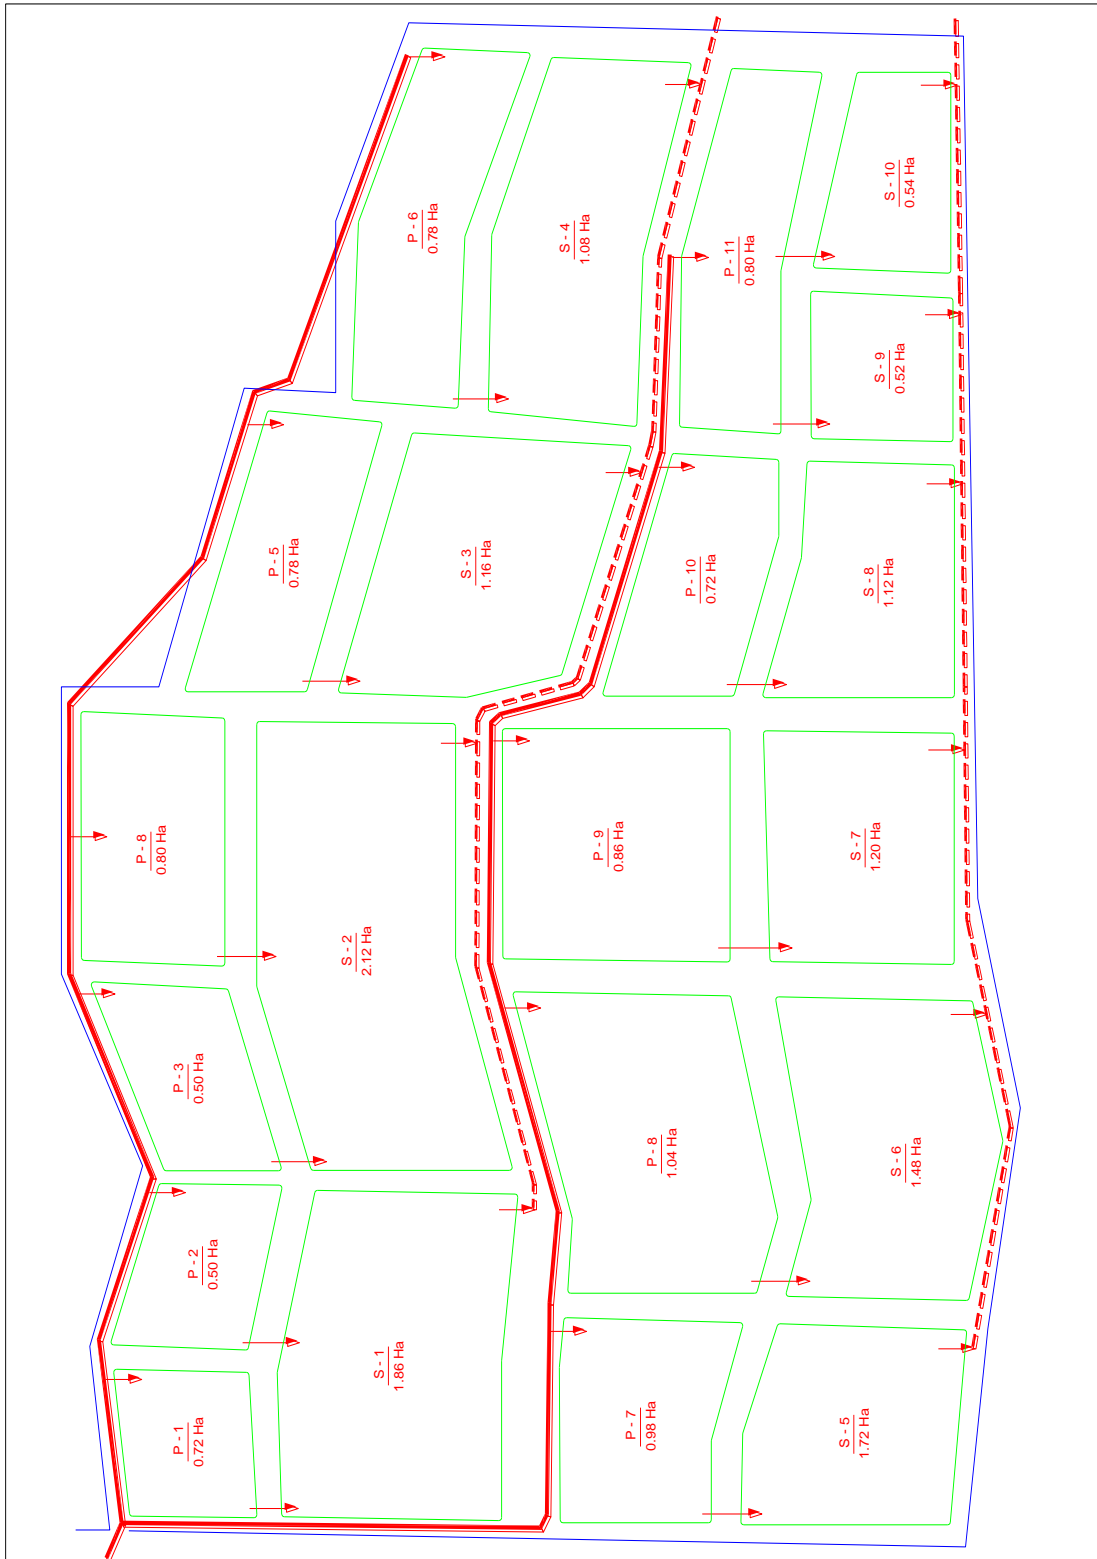 P - 6
0.78 Ha
S - 4
1.08 Ha
P - 11
0.80 Ha
S - 10
0.54 Ha
P - 5
0.78 Ha
S - 3
1.16 Ha
P - 10
0.72 Ha
S - 9
0.52 Ha
S - 8
1.12 Ha
P - 8
0.80 Ha
S - 2
2.12 Ha
P - 9
0.86 Ha
S - 7
1.20 Ha
P - 3
0.50 Ha
P - 2
0.50 Ha
P - 8
1.04 Ha
S - 6
1.48 Ha
P - 1
0.72 Ha
S - 1
1.86 Ha
P - 7
0.98 Ha
S - 5
1.72 Ha